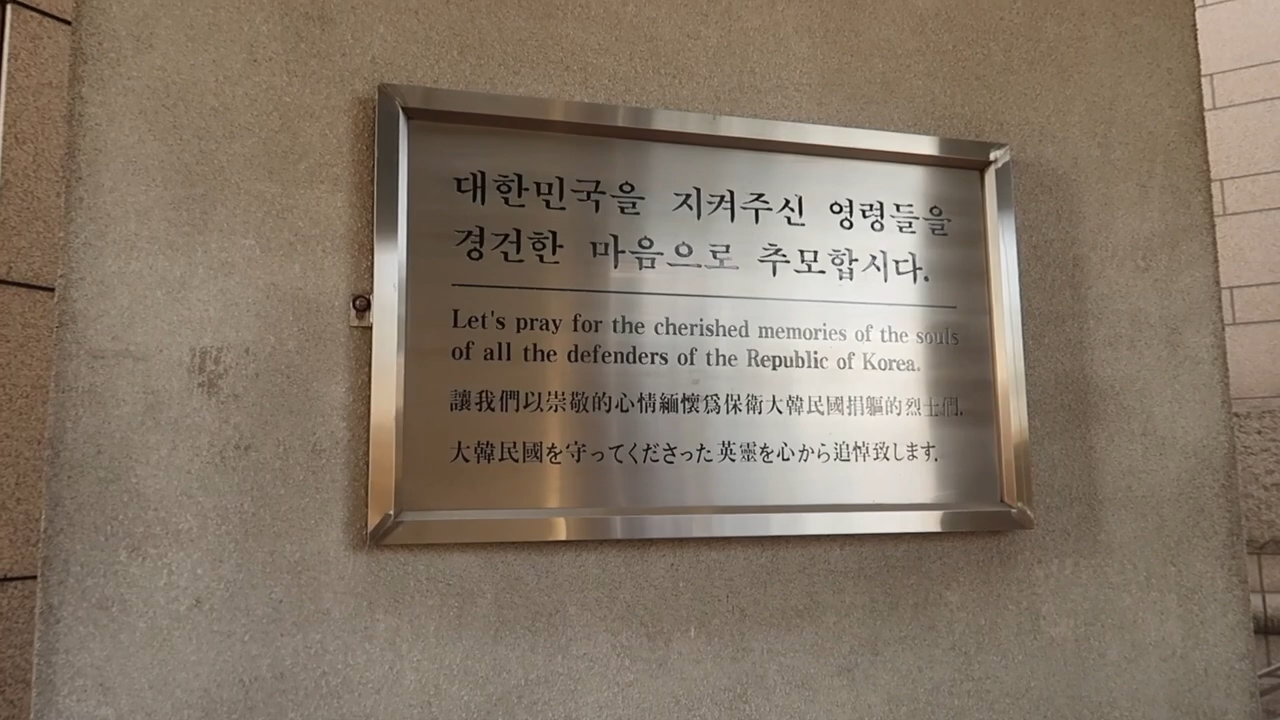 대한민국을 지켜주신 영령들을
경건한 마음으로 추모합시다.
Let's pray for the cherished memories of the souls
of all the defenders of the Republic of Korea.
讓我們以崇敬的心情緬懷爲保衛大韓民國捐軀的烈士們.
大韓民國を守ってくださった英靈を心から追悼致します.